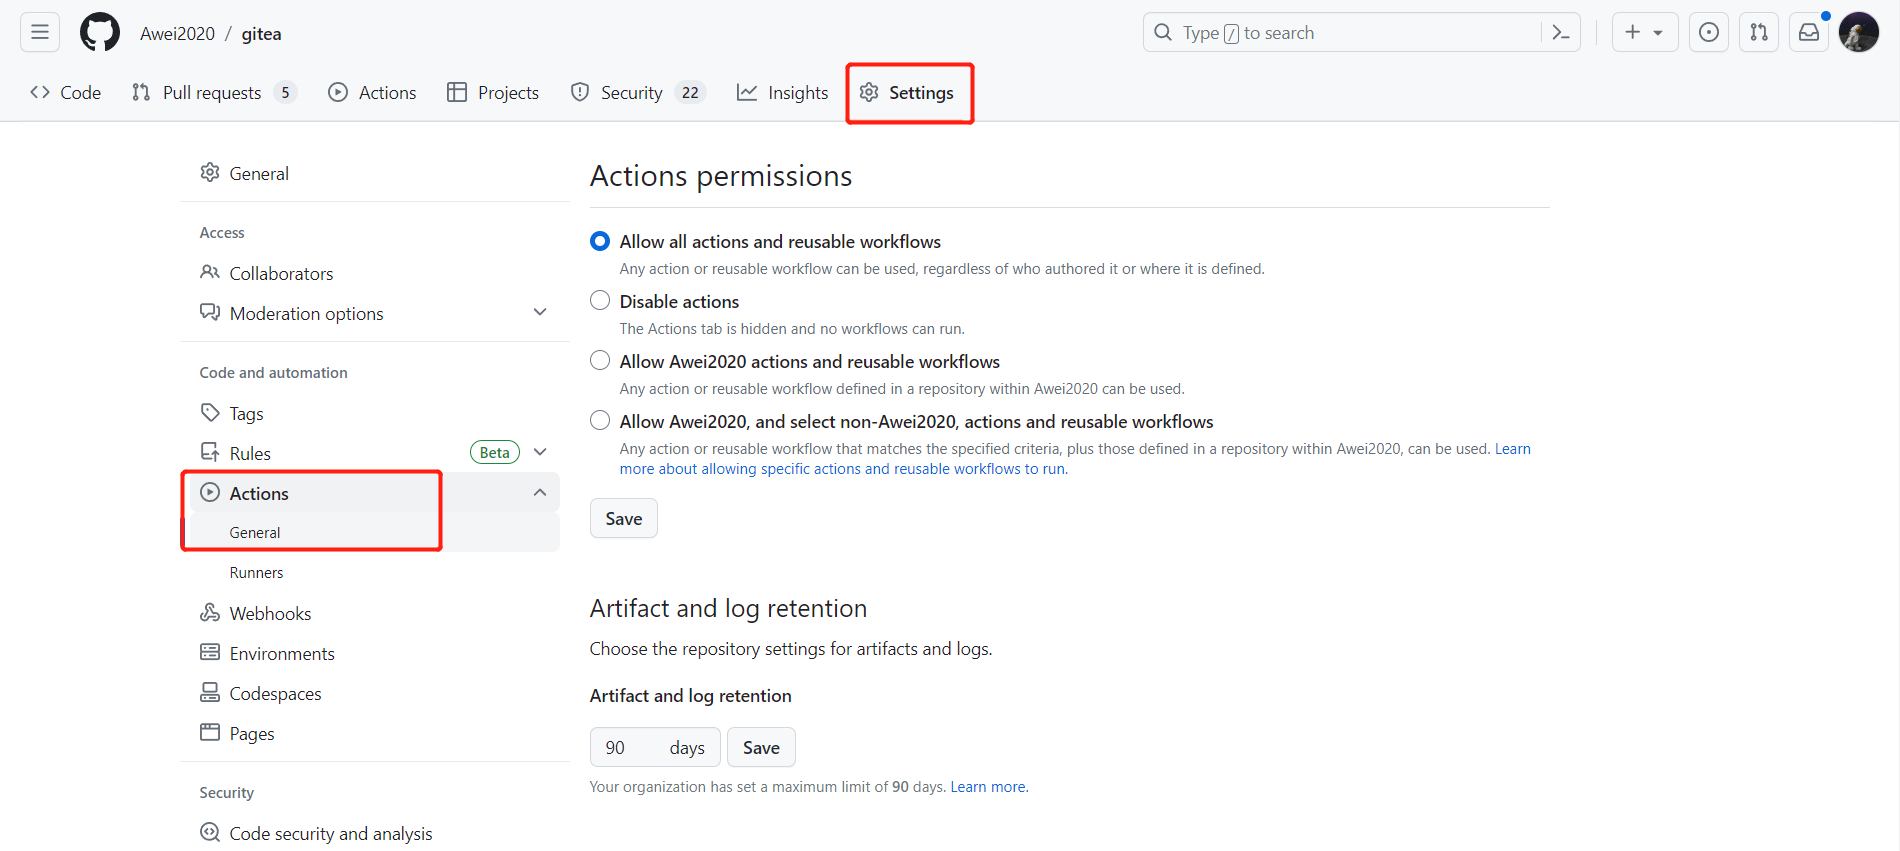 Awei2020 / gitea
Type / to search
Code
Pull requests 5
Actions
Projects
Security 22
Insights
Settings
General
Access
Collaborators
Moderation options
Code and automation
Tags
Rules Beta
Actions
General
Runners
Webhooks
Environments
Codespaces
Pages
Security
Code security and analysis
Actions permissions
Allow all actions and reusable workflows
Any action or reusable workflow can be used, regardless of who authored it or where it is defined.
Disable actions
The Actions tab is hidden and no workflows can run.
Allow Awei2020 actions and reusable workflows
Any action or reusable workflow defined in a repository within Awei2020 can be used.
Allow Awei2020, and select non-Awei2020, actions and reusable workflows
Any action or reusable workflow that matches the specified criteria, plus those defined in a repository within Awei2020, can be used. Learn
more about allowing specific actions and reusable workflows to run.
Save
Artifact and log retention
Choose the repository settings for artifacts and logs.
Artifact and log retention
90 days Save
Your organization has set a maximum limit of 90 days. Learn more.